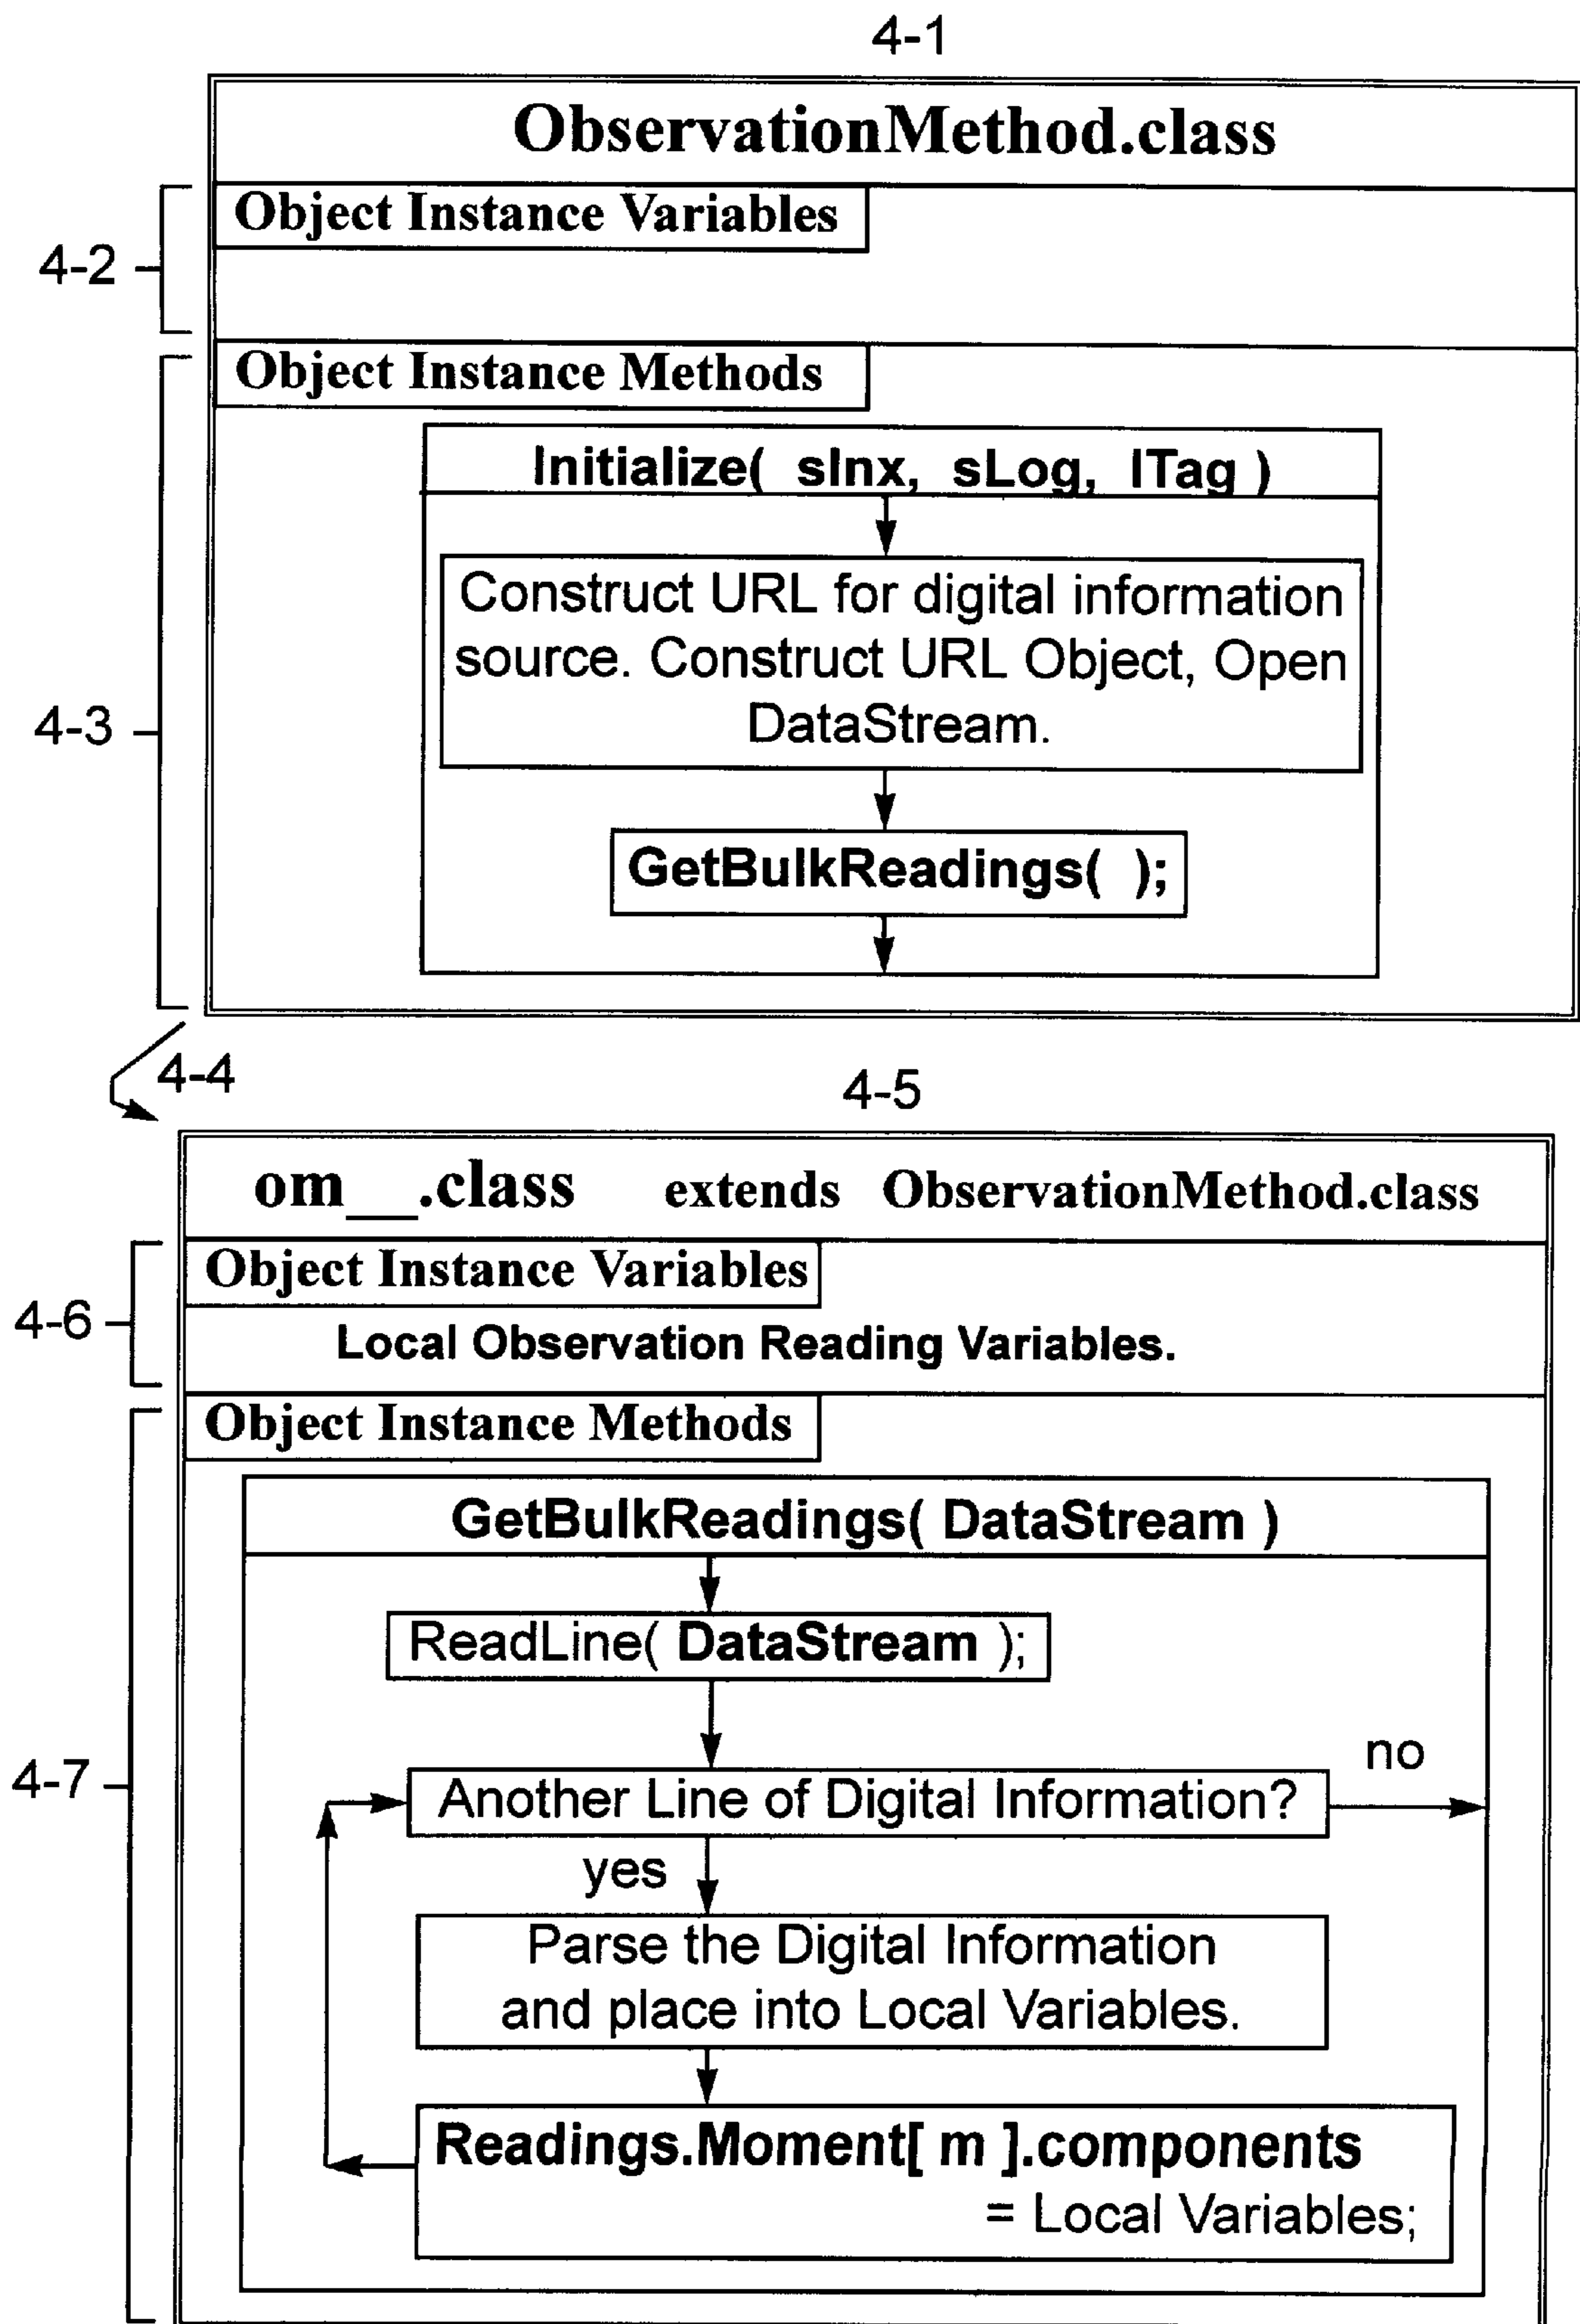 4-1
ObservationMethod.class
Object Instance Variables
4-2
Object Instance Methods
Initialize( sInx, sLog, lTag )
Construct URL for digital information
source. Construct URL Object, Open
DataStream.
4-3
GetBulkReadings( );
4-4
4-5
om__.class extends ObservationMethod.class
Object Instance Variables
4-6
Local Observation Reading Variables.
Object Instance Methods
GetBulkReadings( DataStream )
ReadLine( DataStream );
no
4-7
Another Line of Digital Information?
yes
Parse the Digital Information
and place into Local Variables.
Readings.Moment[ m ].components
= Local Variables;